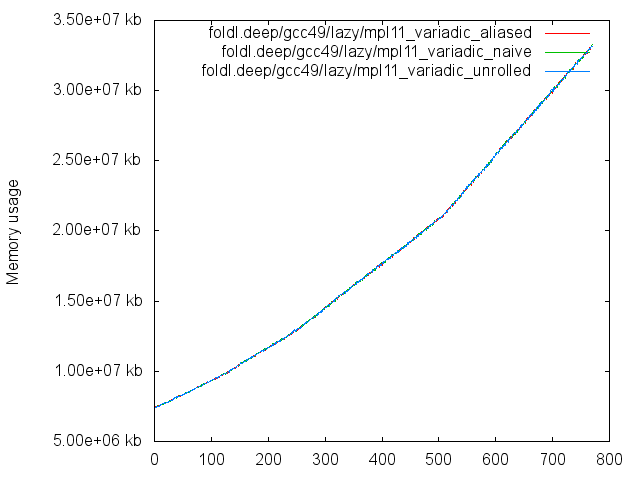 3.50e+07 kb
foldl.deep/gcc49/lazy/mpl11_variadic_aliased
foldl.deep/gcc49/lazy/mpl11_variadic_naive
foldl.deep/gcc49/lazy/mpl11_variadic_unrolled
3.00e+07 kb
2.50e+07 kb
2.00e+07 kb
1.50e+07 kb
1.00e+07 kb
5.00e+06 kb
Memory usage
0 100 200 300 400 500 600 700 800